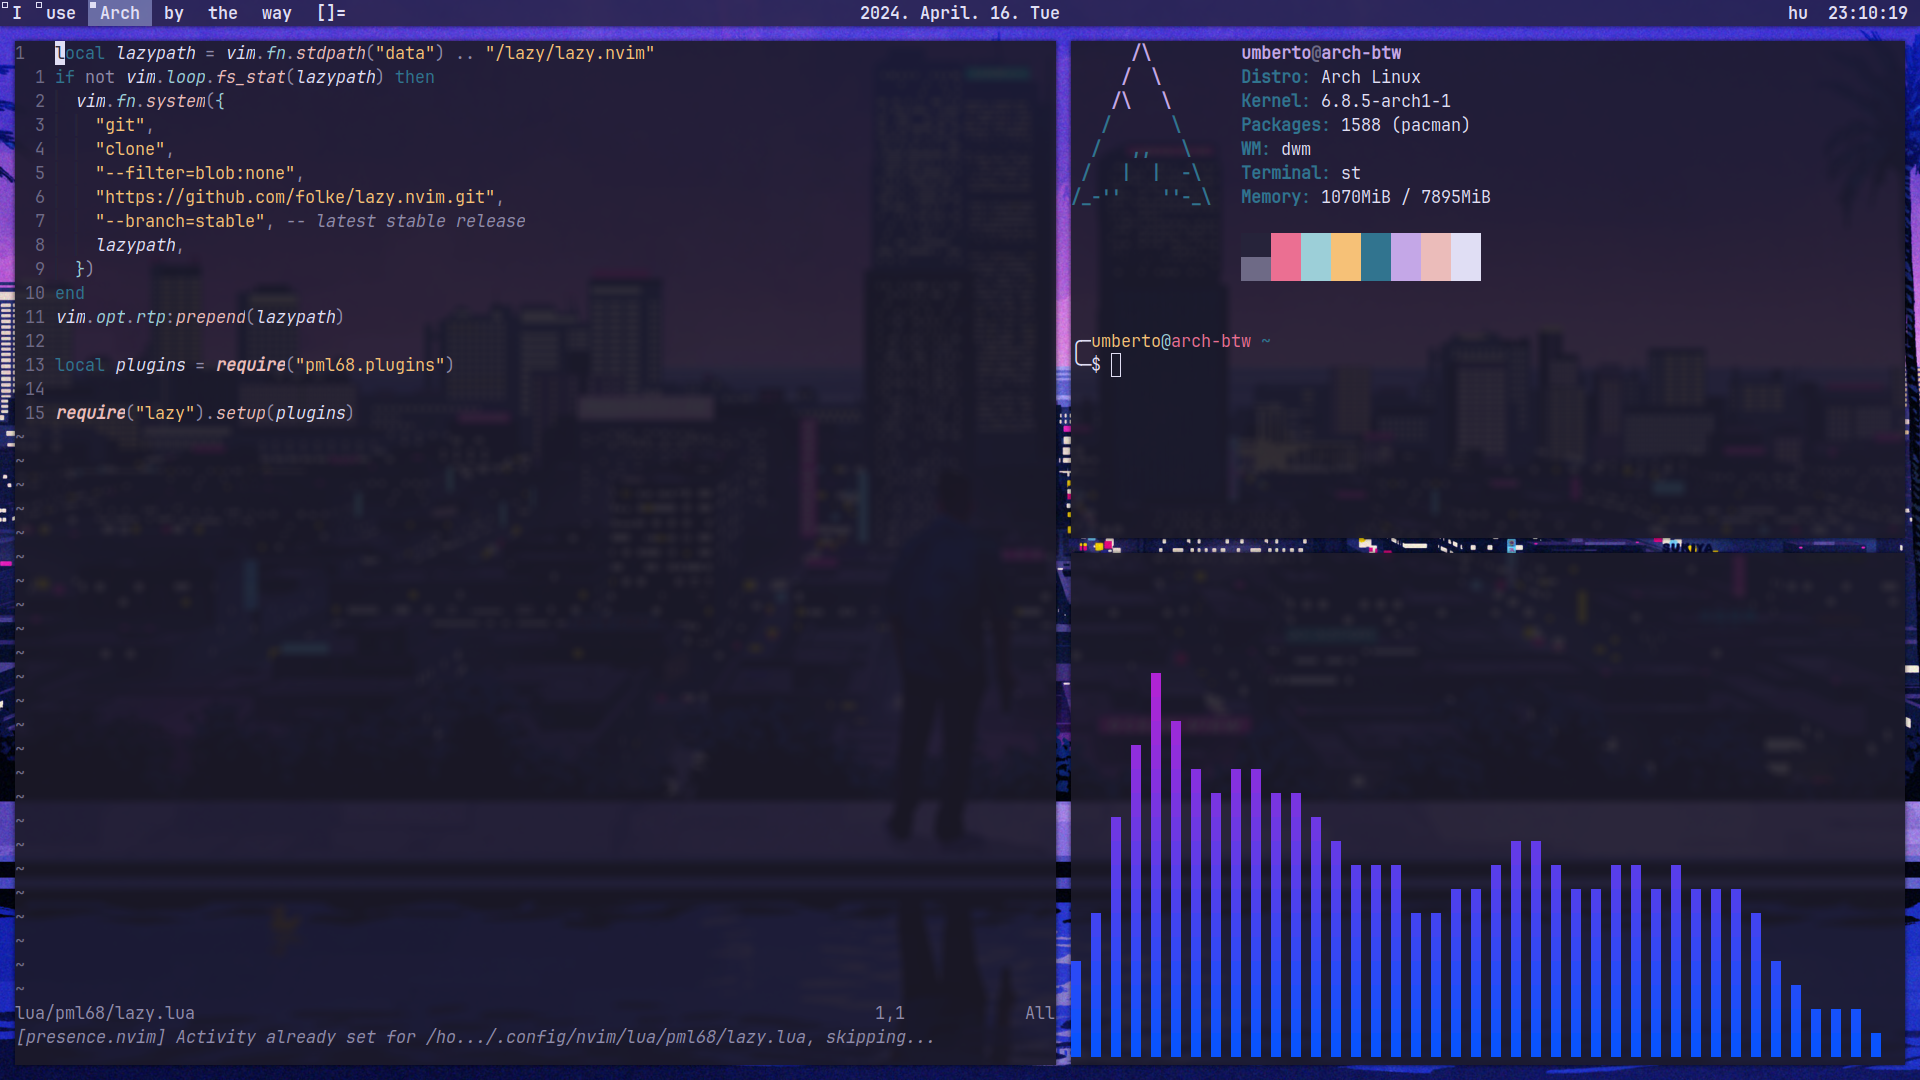 I use Arch by the way []= 2024. April. 16. Tue hu 23:10:19
1 local lazypath = vim.fn.stdpath("data") .. "/lazy/lazy.nvim"
1 if not vim.loop.fs_stat(lazypath) then
2 vim.fn.system({
3 "git",
4 "clone",
5 "--filter=blob:none",
6 "https://github.com/folke/lazy.nvim.git",
7 "--branch=stable", -- latest stable release
8 lazypath,
9 })
10 end
11 vim.opt.rtp:prepend(lazypath)
12
13 local plugins = require("pml68.plugins")
14
15 require("lazy").setup(plugins)
lua/pml68/lazy.lua 1,1 All
[presence.nvim] Activity already set for /ho.../.config/nvim/lua/pml68/lazy.lua, skipping...
umberto@arch-btw
Distro: Arch Linux
Kernel: 6.8.5-arch1-1
Packages: 1588 (pacman)
WM: dwm
Terminal: st
Memory: 1070MiB / 7895MiB
umberto@arch-btw ~
$